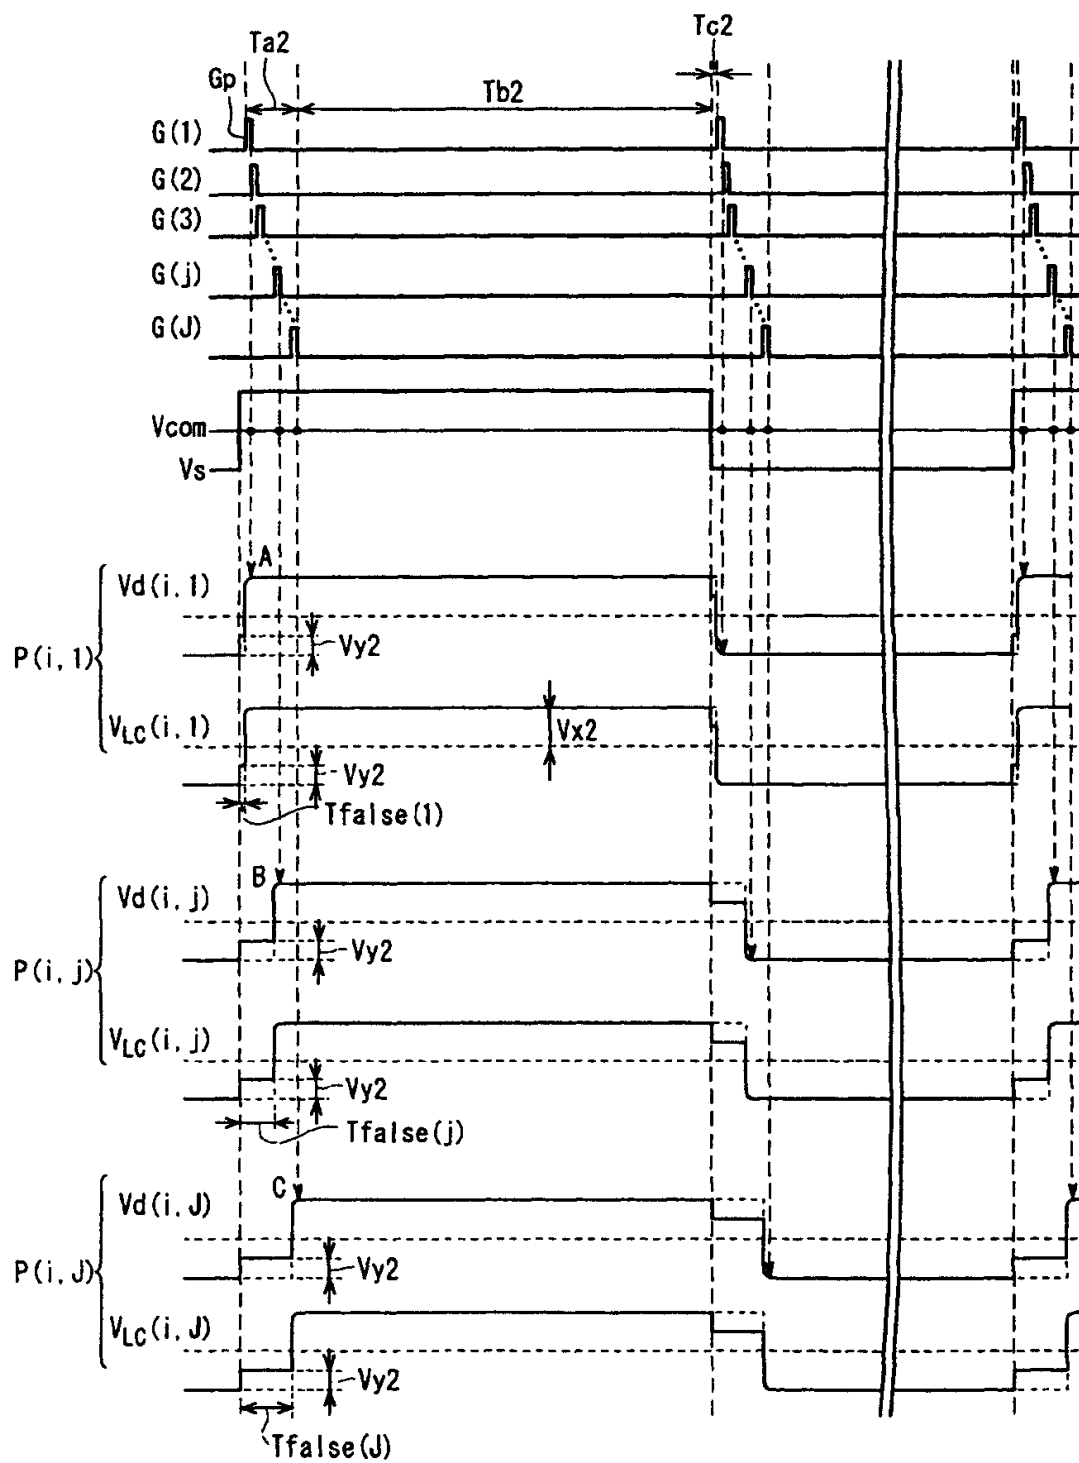 Tc2
Ta2
Gp
Tb2
G(1)
G(2)
G(3)
G(j)
G(J)
Vcom
Vs
A
Vd(i,1)
Vy2
P(i,1)
VLC(i,1)
Vx2
Vy2
Tfalse(1)
B
Vd(i,j)
Vy2
P(i,j)
VLC(i,j)
Vy2
Tfalse(j)
C
Vd(i,J)
Vy2
P(i,J)
VLC(i,J)
Vy2
Tfalse(J)